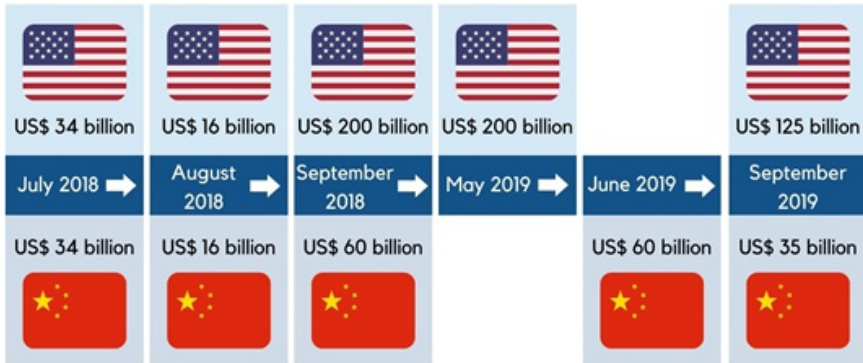 US$ 34 billion
US$ 16 billion
US$ 200 billion
US$ 200 billion
US$ 125 billion
July 2018
August
2018
September
2018
May 2019
June 2019
September
2019
US$ 34 billion
US$ 16 billion
US$ 60 billion
US$ 60 billion
US$ 35 billion